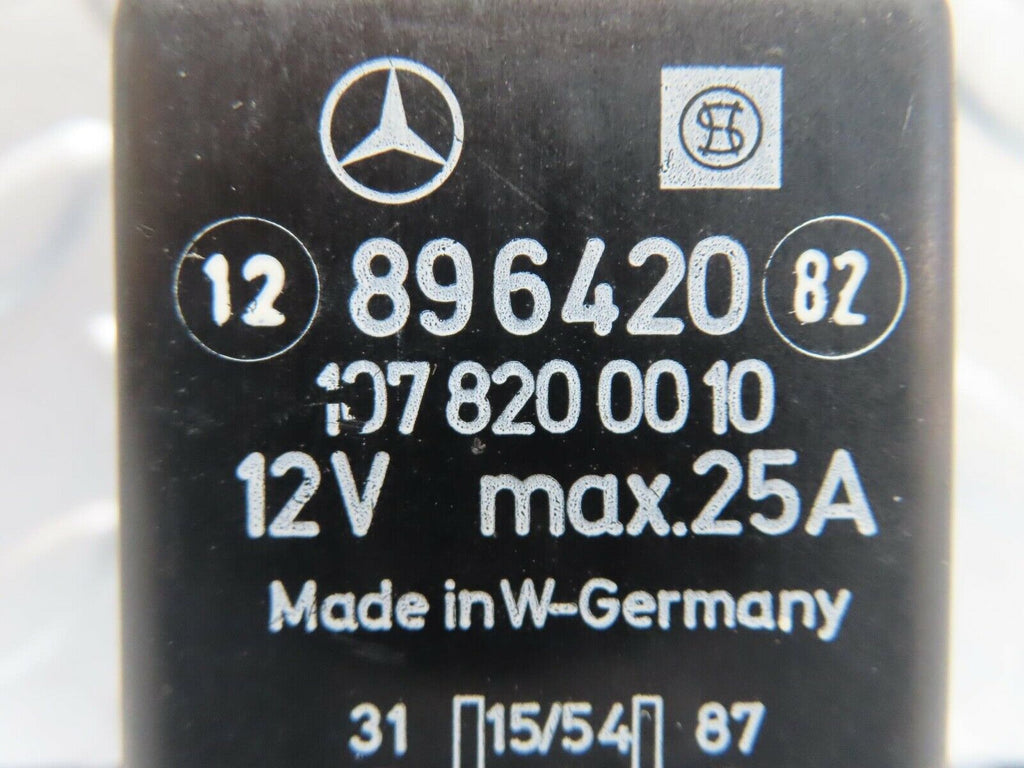 12 896420 82
107 820 00 10
12V max.25A
Made in W-Germany
31 15/54 87